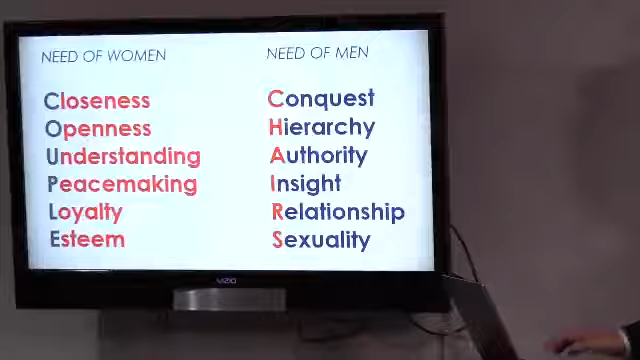 NEED OF WOMEN
Closeness
Openness
Understanding
Peacemaking
Loyalty
Esteem
NEED OF MEN
Conquest
Hierarchy
Authority
Insight
Relationship
Sexuality
VIZIO